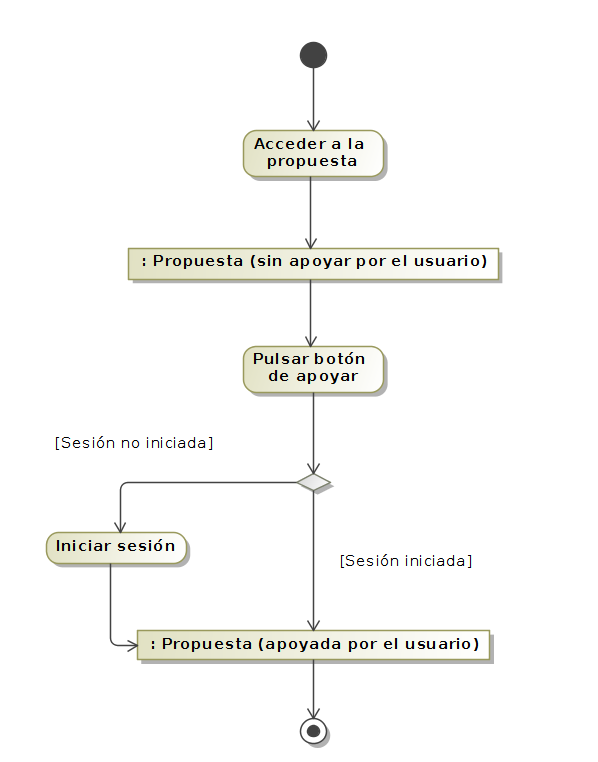 Acceder a la
propuesta
: Propuesta (sin apoyar por el usuario)
Pulsar botón
de apoyar
[Sesión no iniciada]
Iniciar sesión
[Sesión iniciada]
: Propuesta (apoyada por el usuario)